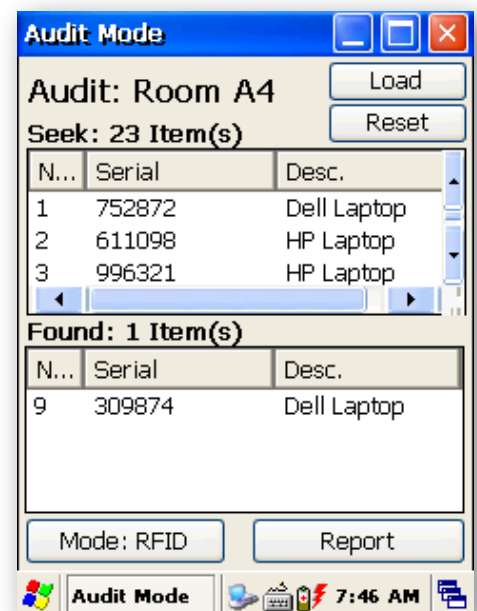 Audit Mode
Audit: Room A4
Load
Seek: 23 Item(s)
Reset
N... Serial Desc.
1 752872 Dell Laptop
2 611098 HP Laptop
3 996321 HP Laptop
Found: 1 Item(s)
N... Serial Desc.
9 309874 Dell Laptop
Mode: RFID Report
Audit Mode 7:46 AM